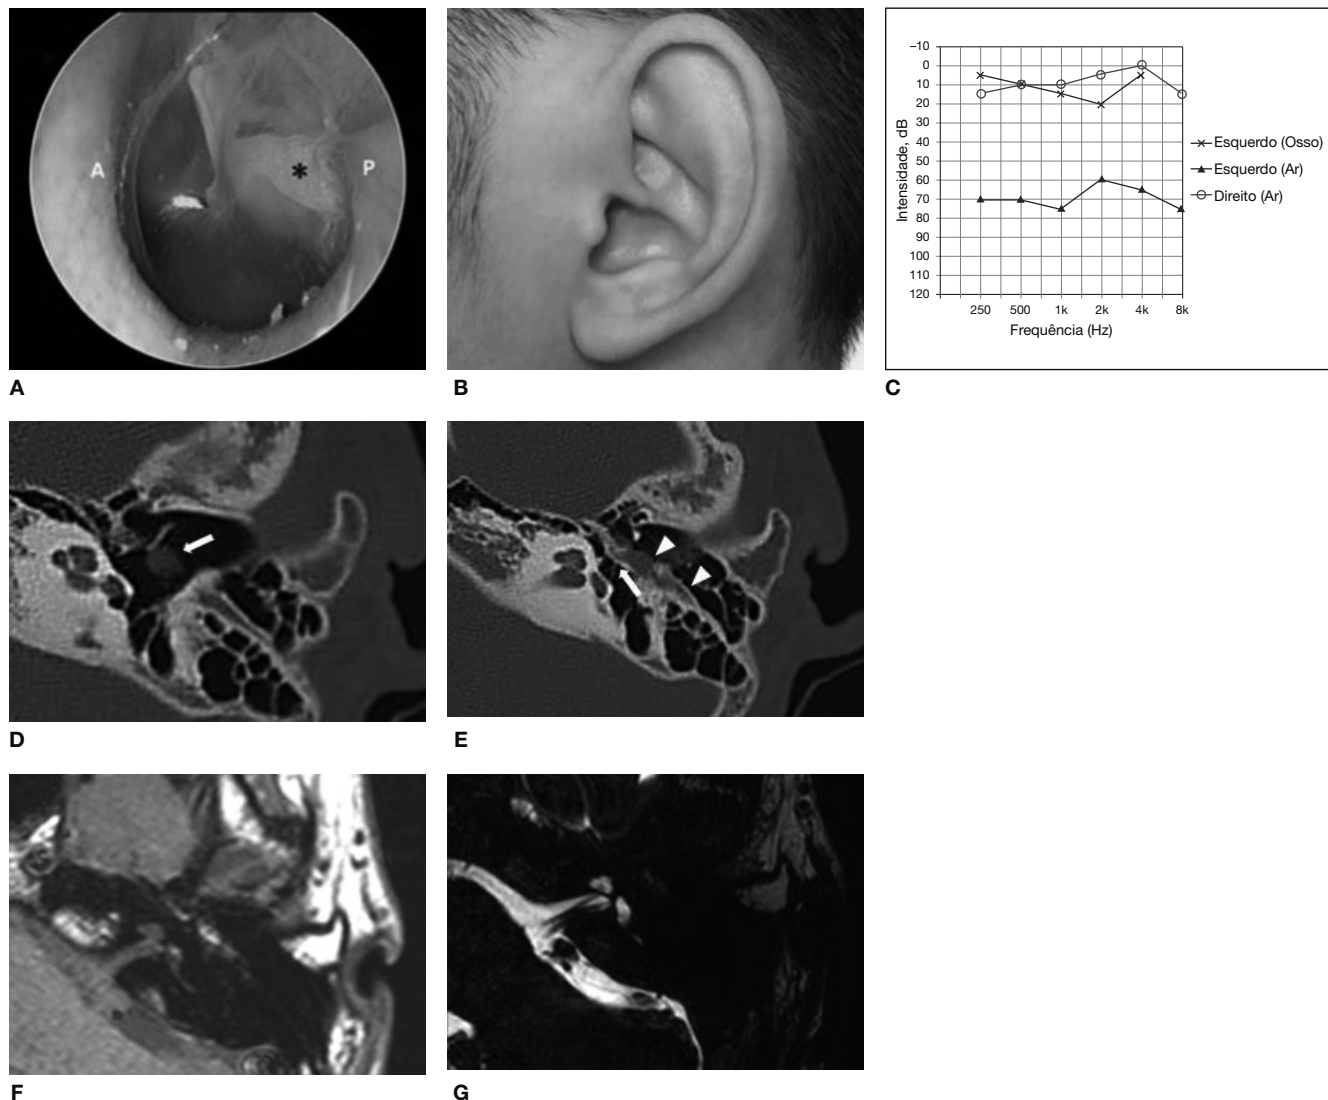 A
*
P
A
B
−10
0
10
20
30
40
50
60
70
80
90
100
110
120
Intensidade, dB
250 500 1k 2k 4k 8k
Frequência (Hz)
Esquerdo (Osso)
Esquerdo (Ar)
Direito (Ar)
C
D
E
F
G